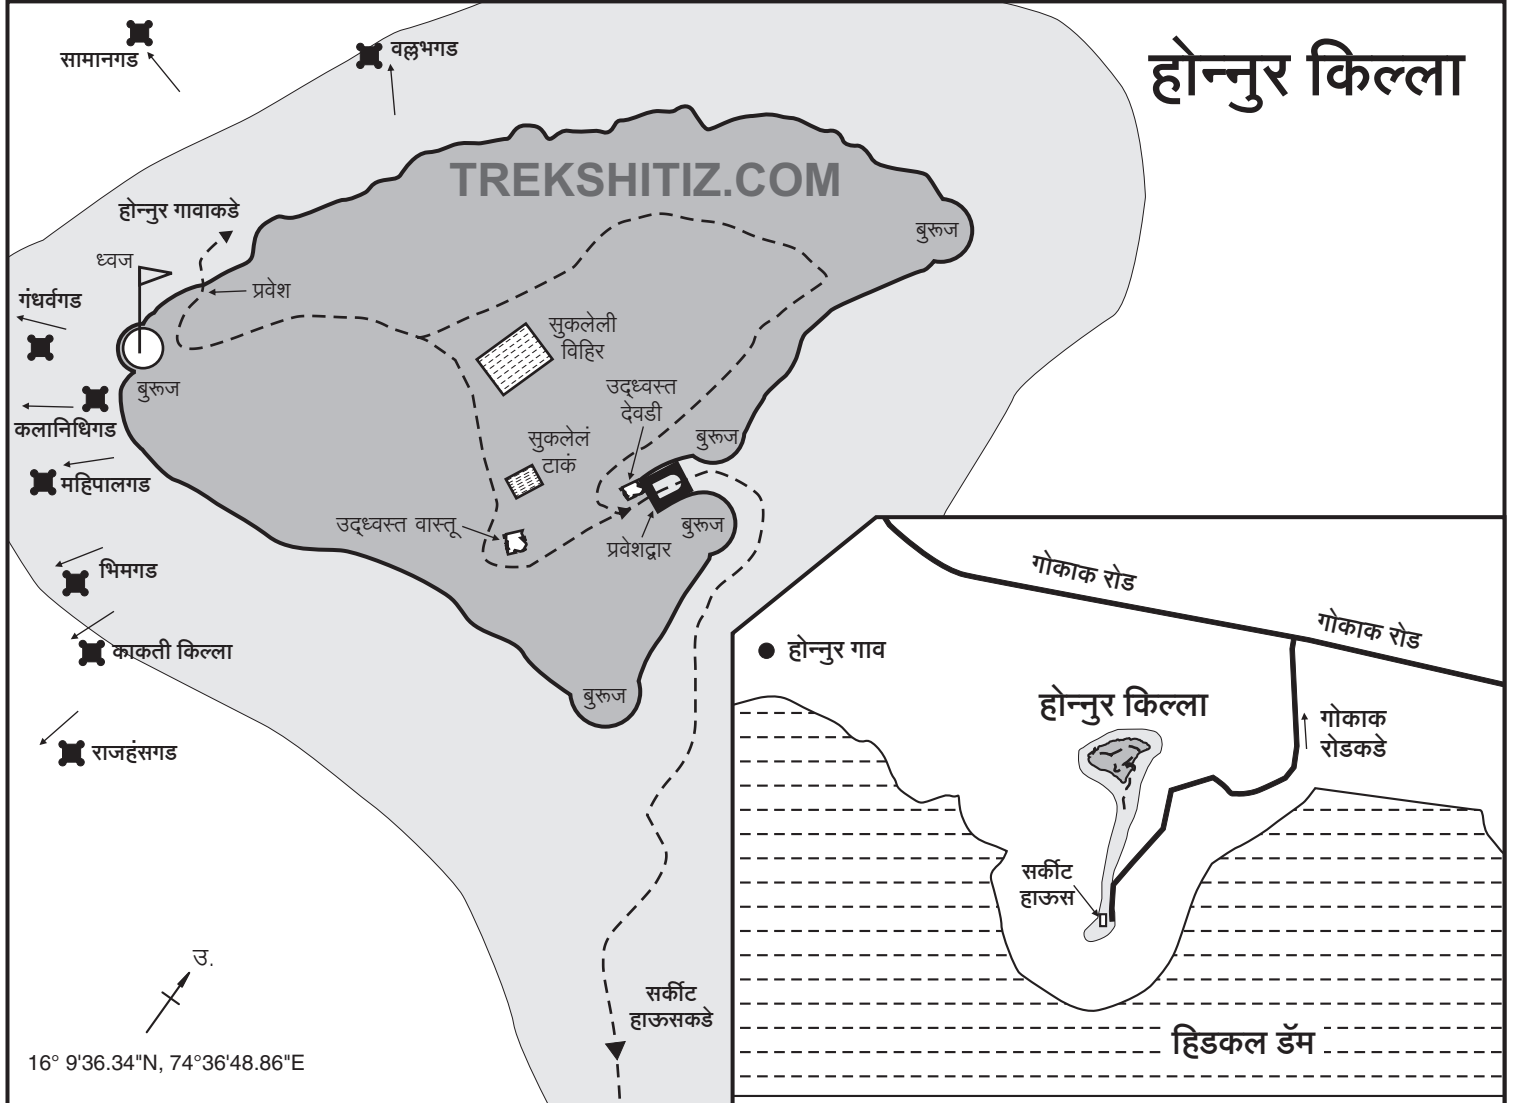 होन्नुर किल्ला
सामानगड
वल्लभगड
TREKSHITIZ.COM
होन्नुर गावाकडे
ध्वज
प्रवेश
गंधर्वगड
बुरूज
बुरूज
कलानिधिगड
महिपालगड
सुकलेली
विहिर
उद्ध्वस्त
देवडी
बुरूज
सुकलेलं
टाकं
उद्ध्वस्त वास्तू
प्रवेशद्वार
बुरूज
भिमगड
काकती किल्ला
बुरूज
राजहंसगड
उ.
16° 9'36.34"N, 74°36'48.86"E
सर्कीट
हाऊसकडे
गोकाक रोड
गोकाक रोड
होन्नुर गाव
होन्नुर किल्ला
गोकाक
रोडकडे
सर्कीट
हाऊस
हिडकल डॅम